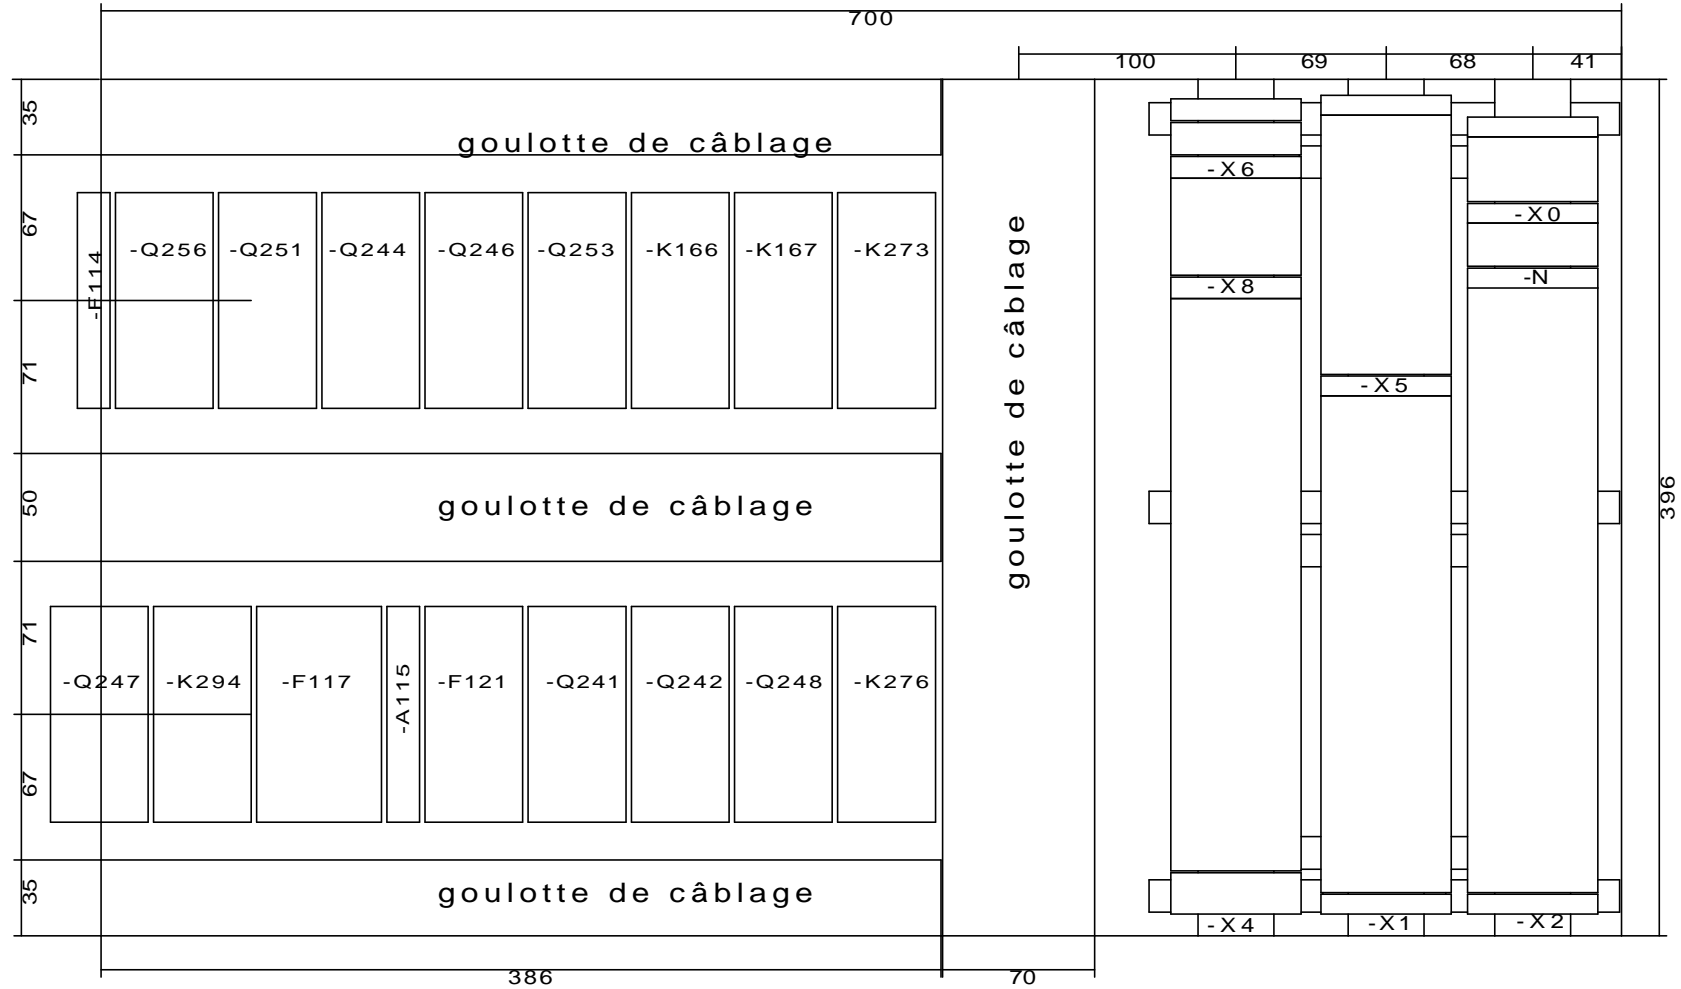 700
100 69 68 41
35
goulotte de câblage
-X6
67
-X0
-F114
-Q256 -Q251 -Q244 -Q246 -Q253 -K166 -K167 -K273
goulotte de câblage
-N
-X8
71
-X5
50
goulotte de câblage
396
71
-Q247 -K294 -F117 -A115 -F121 -Q241 -Q242 -Q248 -K276
67
35
goulotte de câblage
-X4 -X1 -X2
386 70